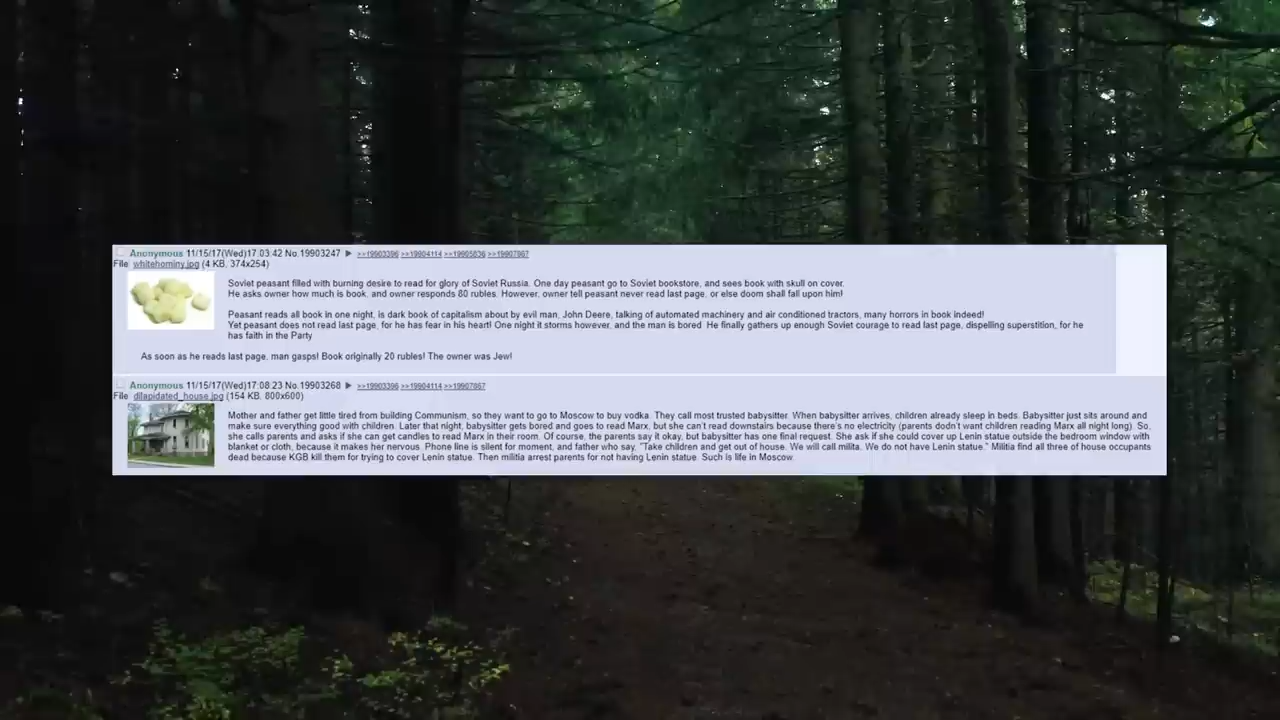 Anonymous 11/15/17(Wed)17:03:42 No.19903247 ▶ >>19903396 >>19904114 >>19905836 >>19907867
File whitehominy.jpg (4 KB, 374x254)
Soviet peasant filled with burning desire to read for glory of Soviet Russia. One day peasant go to Soviet bookstore, and sees book with skull on cover.
He asks owner how much is book, and owner responds 80 rubles. However, owner tell peasant never read last page, or else doom shall fall upon him!
Peasant reads all book in one night, is dark book of capitalism about by evil man, John Deere, talking of automated machinery and air conditioned tractors, many horrors in book indeed!
Yet peasant does not read last page, for he has fear in his heart! One night it storms however, and the man is bored. He finally gathers up enough Soviet courage to read last page, dispelling superstition, for he
has faith in the Party
As soon as he reads last page, man gasps! Book originally 20 rubles! The owner was Jew!
Anonymous 11/15/17(Wed)17:08:23 No.19903268 ▶ >>19903396 >>19904114 >>19907867
File dilapidated_house.jpg (154 KB, 800x600)
Mother and father get little tired from building Communism, so they want to go to Moscow to buy vodka. They call most trusted babysitter. When babysitter arrives, children already sleep in beds. Babysitter just sits around and
make sure everything good with children. Later that night, babysitter gets bored and goes to read Marx, but she can't read downstairs because there's no electricity (parents dodn't want children reading Marx all night long). So,
she calls parents and asks if she can get candles to read Marx in their room. Of course, the parents say it okay, but babysitter has one final request. She ask if she could cover up Lenin statue outside the bedroom window with
blanket or cloth, because it makes her nervous. Phone line is silent for moment, and father who say, "Take children and get out of house. We will call milita. We do not have Lenin statue." Militia find all three of house occupants
dead because KGB kill them for trying to cover Lenin statue. Then militia arrest parents for not having Lenin statue. Such is life in Moscow